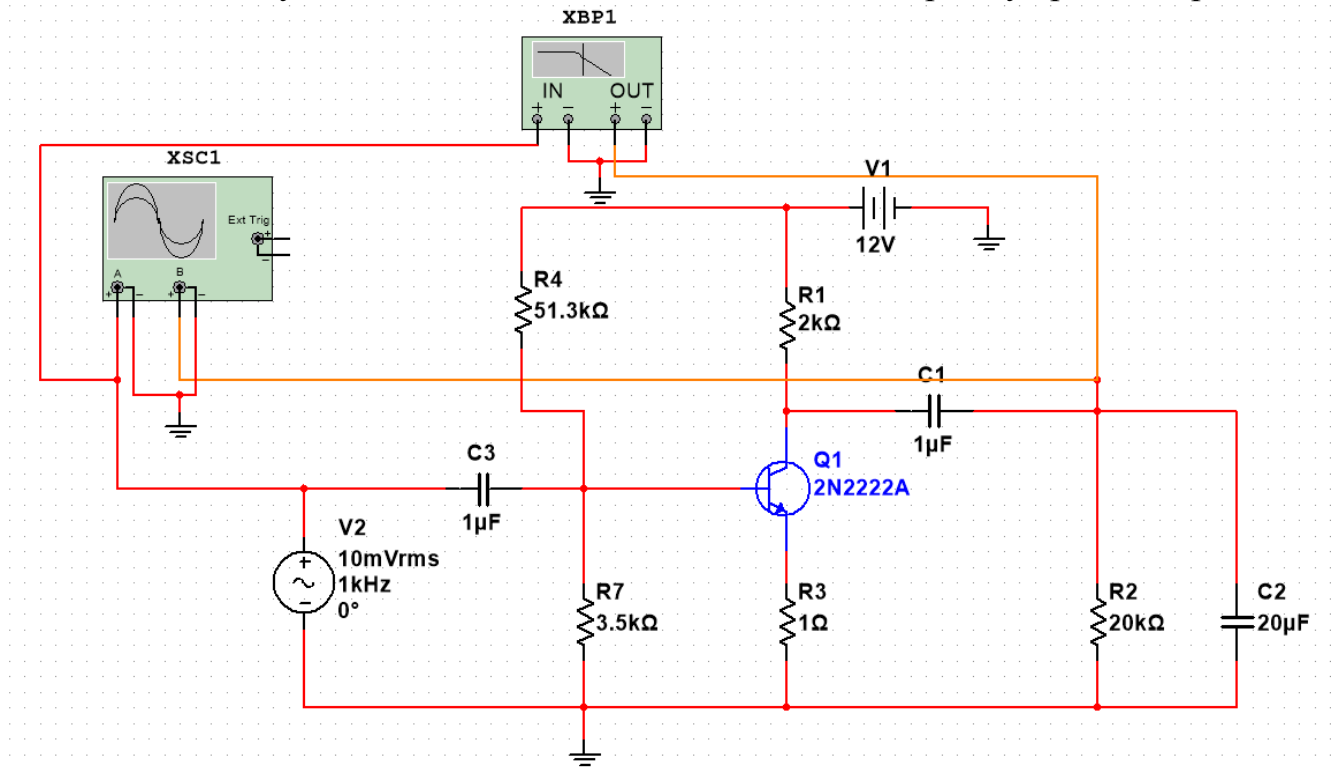 XBP1
IN OUT
+ − + −
XSC1
Ext Trig
+
−
A B
+ − + −
V1
12V
R4
51.3kΩ
R1
2kΩ
C1
1µF
C3
1µF
Q1
2N2222A
V2
10mVrms
1kHz
0°
+
−
R7
3.5kΩ
R3
1Ω
R2
20kΩ
C2
20µF